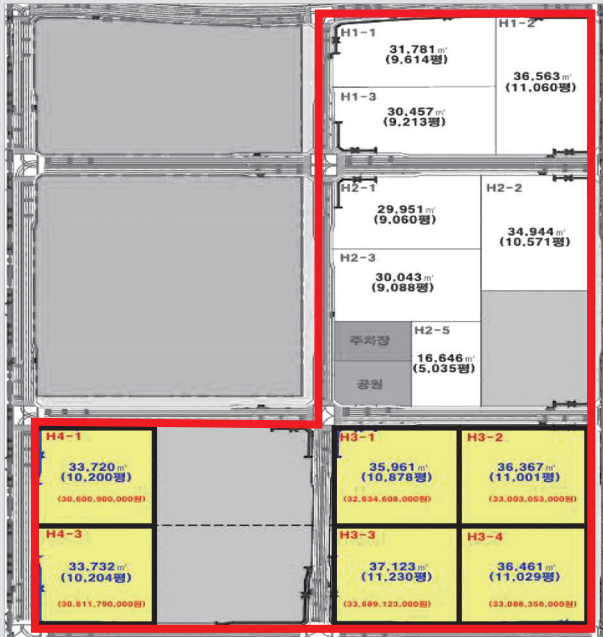 H1-1
31,781㎡
(9,614평)
H1-2
36,563㎡
(11,060평)
H1-3
30,457㎡
(9,213평)
H2-1
29,951㎡
(9,060평)
H2-2
34,944㎡
(10,571평)
H2-3
30,043㎡
(9,088평)
주차장
H2-5
16,646㎡
(5,035평)
공원
H4-1
33,720㎡
(10,200평)
(30,600,900,000원)
H3-1
35,961㎡
(10,878평)
(32,634,608,000원)
H3-2
36,367㎡
(11,001평)
(33,003,053,000원)
H4-3
33,732㎡
(10,204평)
(30,611,790,000원)
H3-3
37,123㎡
(11,230평)
(33,689,123,000원)
H3-4
36,461㎡
(11,029평)
(33,088,358,000원)